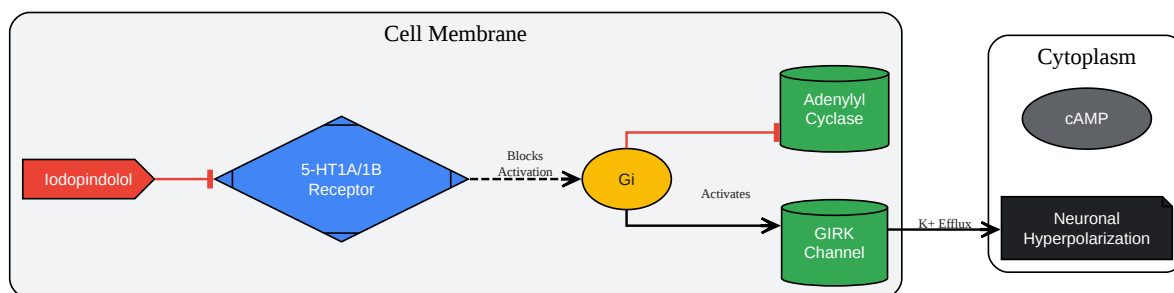 Cell Membrane
Cytoplasm
Adenylyl
Cyclase
cAMP
Iodopindolol
5-HT1A/1B
Receptor
Blocks
Activation
Gi
Activates
GIRK
Channel
K+ Efflux
Neuronal
Hyperpolarization